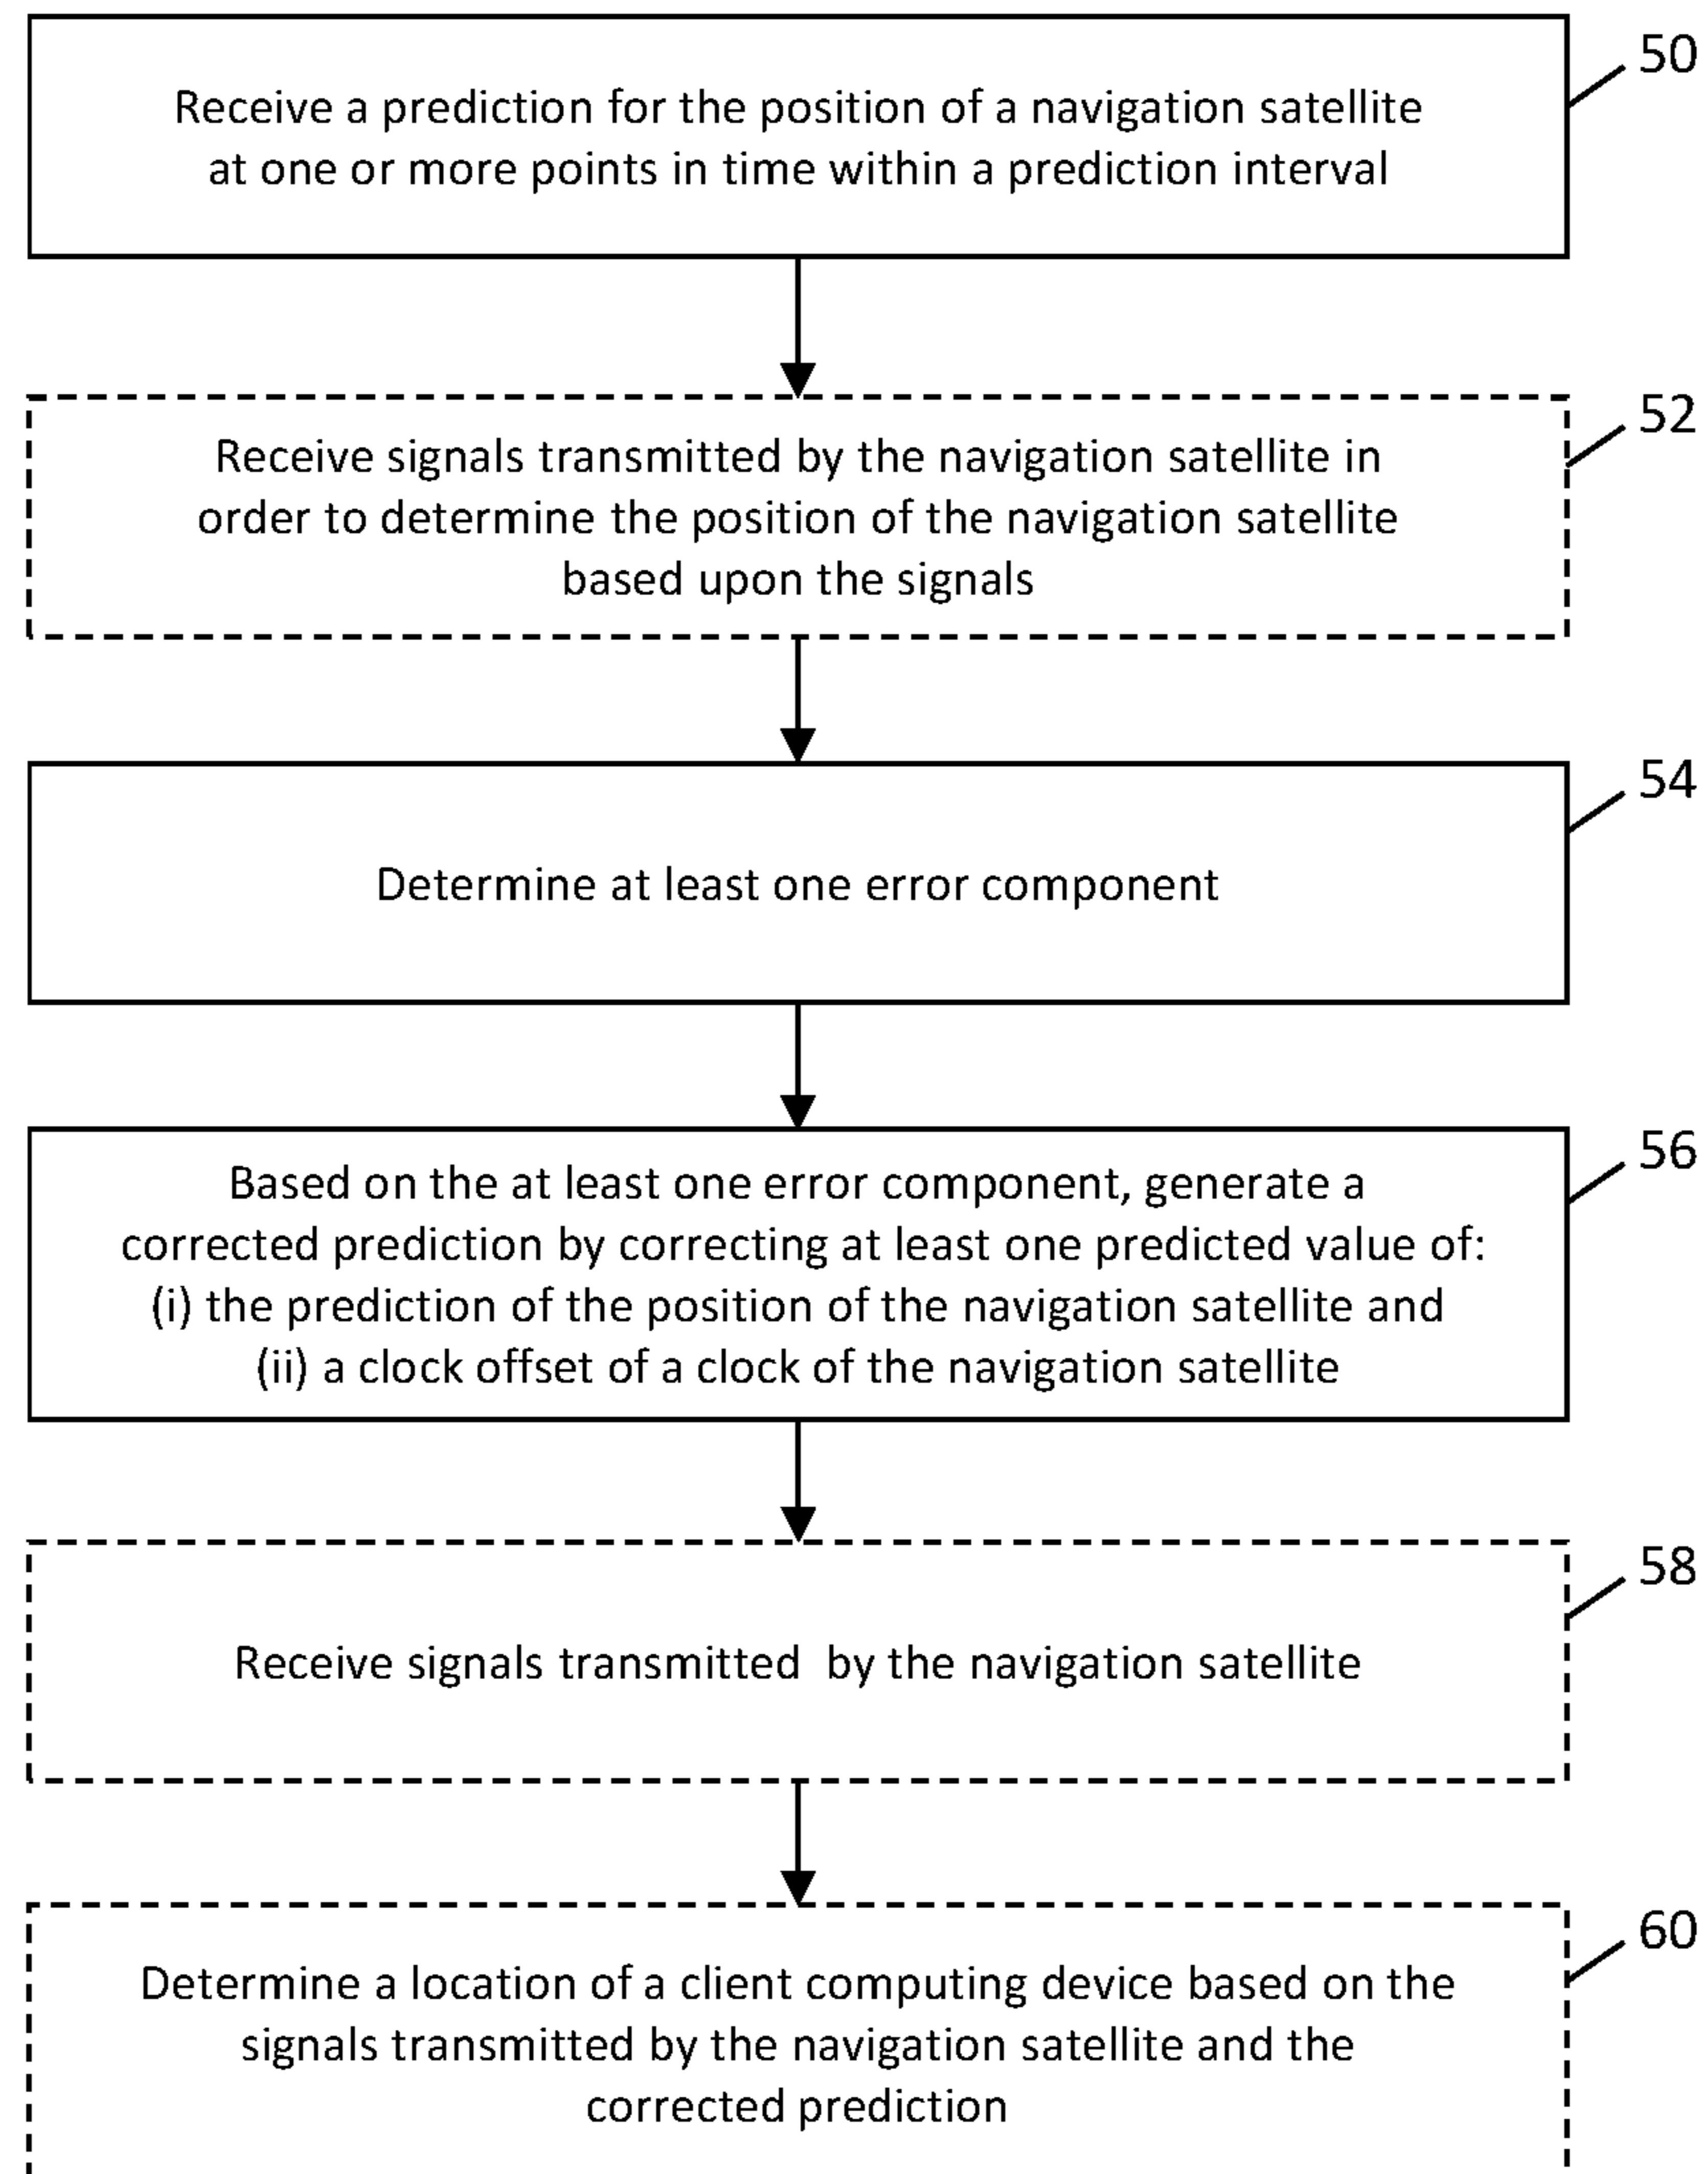 50
Receive a prediction for the position of a navigation satellite
at one or more points in time within a prediction interval
52
Receive signals transmitted by the navigation satellite in
order to determine the position of the navigation satellite
based upon the signals
54
Determine at least one error component
56
Based on the at least one error component, generate a
corrected prediction by correcting at least one predicted value of:
(i) the prediction of the position of the navigation satellite and
(ii) a clock offset of a clock of the navigation satellite
58
Receive signals transmitted by the navigation satellite
60
Determine a location of a client computing device based on the
signals transmitted by the navigation satellite and the
corrected prediction